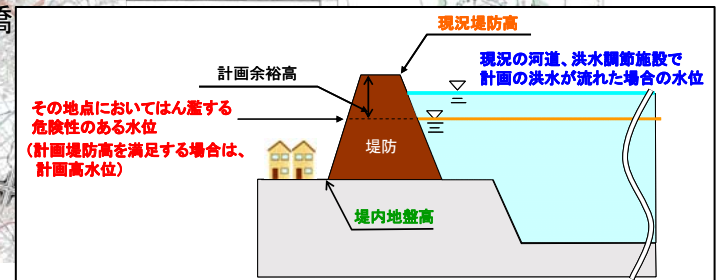 橋
現況堤防高
現況の河道、洪水調節施設で
計画の洪水が流れた場合の水位
計画余裕高
その地点においてはん濫する
危険性のある水位
（計画堤防高を満足する場合は、
計画高水位）
堤防
堤内地盤高